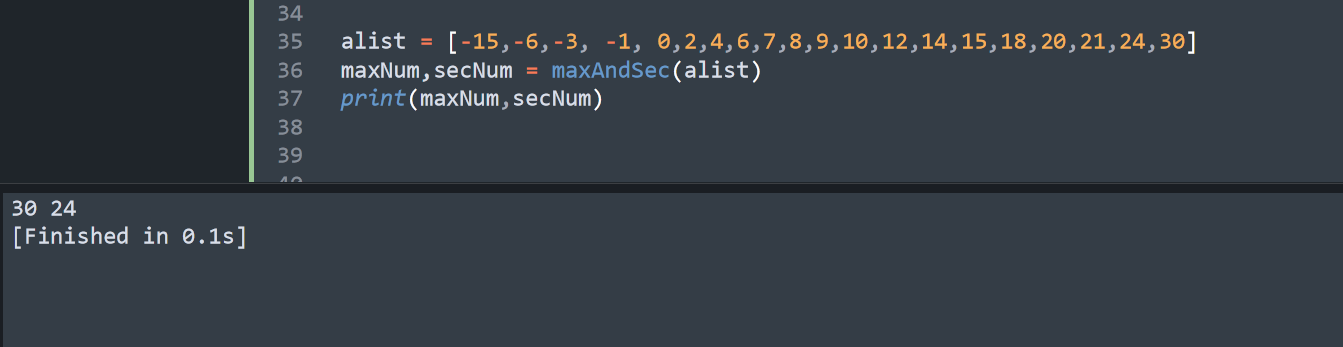 34
35 alist = [-15,-6,-3, -1, 0,2,4,6,7,8,9,10,12,14,15,18,20,21,24,30]
36 maxNum,secNum = maxAndSec(alist)
37 print(maxNum,secNum)
38
39
40
30 24
[Finished in 0.1s]